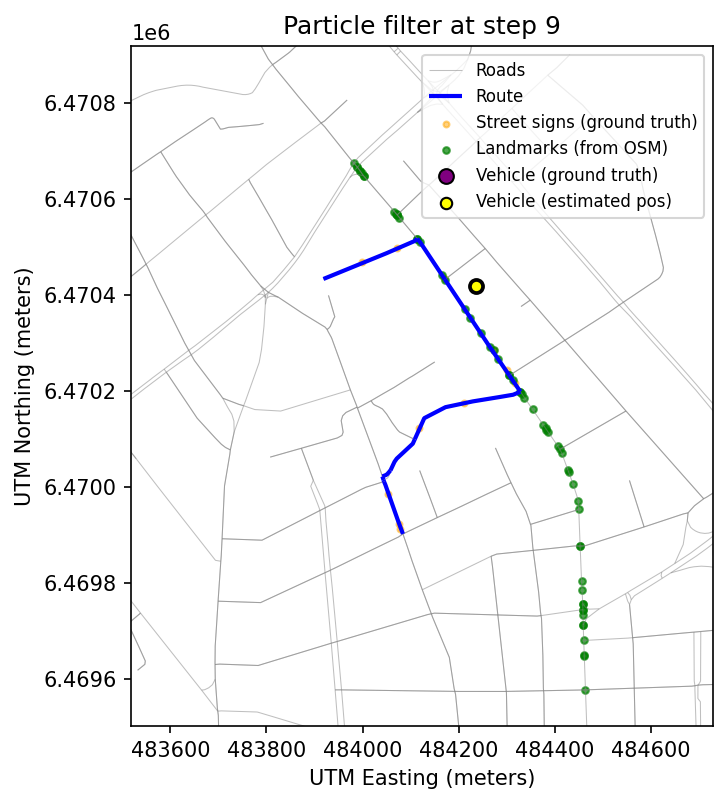 Particle filter at step 9
1e6
Roads
Route
Street signs (ground truth)
Landmarks (from OSM)
Vehicle (ground truth)
Vehicle (estimated pos)
6.4708
6.4706
6.4704
6.4702
6.4700
6.4698
6.4696
UTM Northing (meters)
483600 483800 484000 484200 484400 484600
UTM Easting (meters)